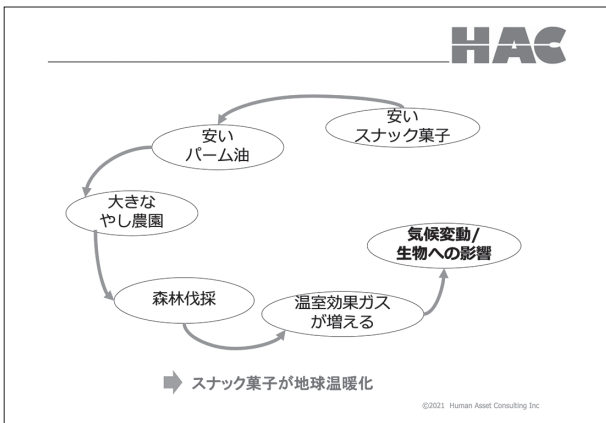 HAC
安い
スナック菓子
安い
パーム油
大きな
やし農園
森林伐採
温室効果ガス
が増える
気候変動/
生物への影響
スナック菓子が地球温暖化
©2021 Human Asset Consulting Inc